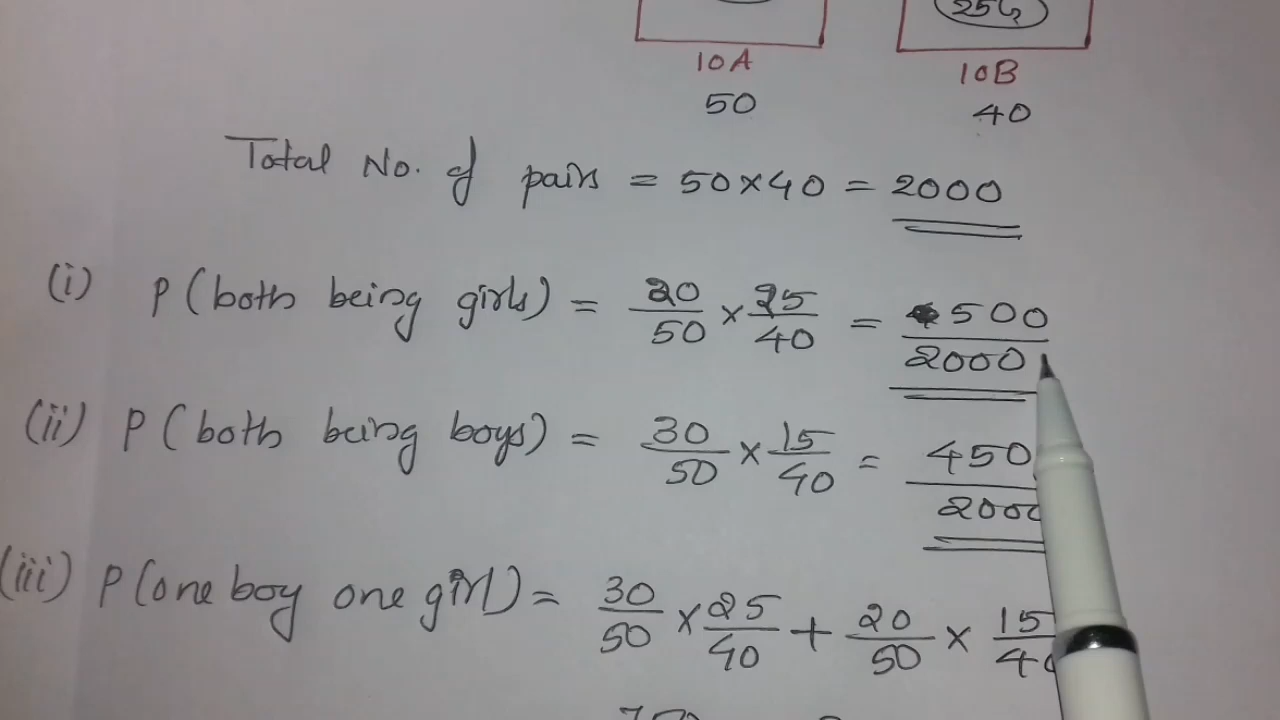 25G
10A 10B
50 40
Total No. of pairs = 50×40 = 2000
(i) P(both being girls) = 20/50 × 25/40 = 500/2000
(ii) P(both being boys) = 30/50 × 15/40 = 450/2000
(iii) P(one boy one girl) = 30/50 × 25/40 + 20/50 × 15/4